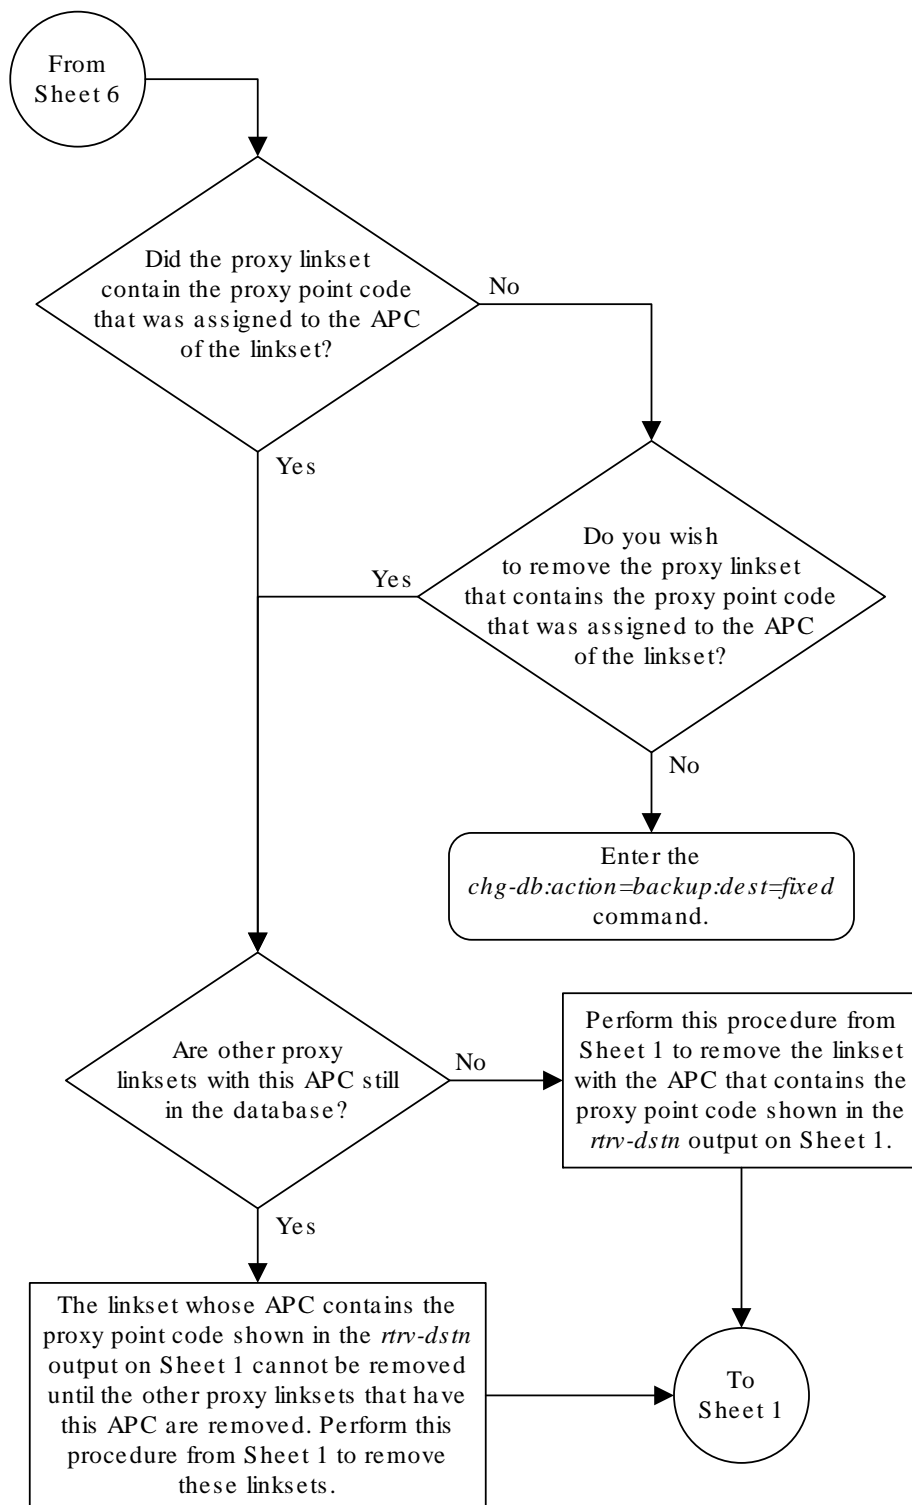 From
Sheet 6
Did the proxy linkset
contain the proxy point code
that was assigned to the APC
of the linkset?
No
Yes
Do you wish
to remove the proxy linkset
that contains the proxy point code
that was assigned to the APC
of the linkset?
Yes
No
Enter the
chg-db:action=backup:dest=fixed
command.
Are other proxy
linksets with this APC still
in the database?
No
Yes
Perform this procedure from
Sheet 1 to remove the linkset
with the APC that contains the
proxy point code shown in the
rtrv-dstn output on Sheet 1.
The linkset whose APC contains the
proxy point code shown in the rtrv-dstn
output on Sheet 1 cannot be removed
until the other proxy linksets that have
this APC are removed. Perform this
procedure from Sheet 1 to remove
these linksets.
To
Sheet 1